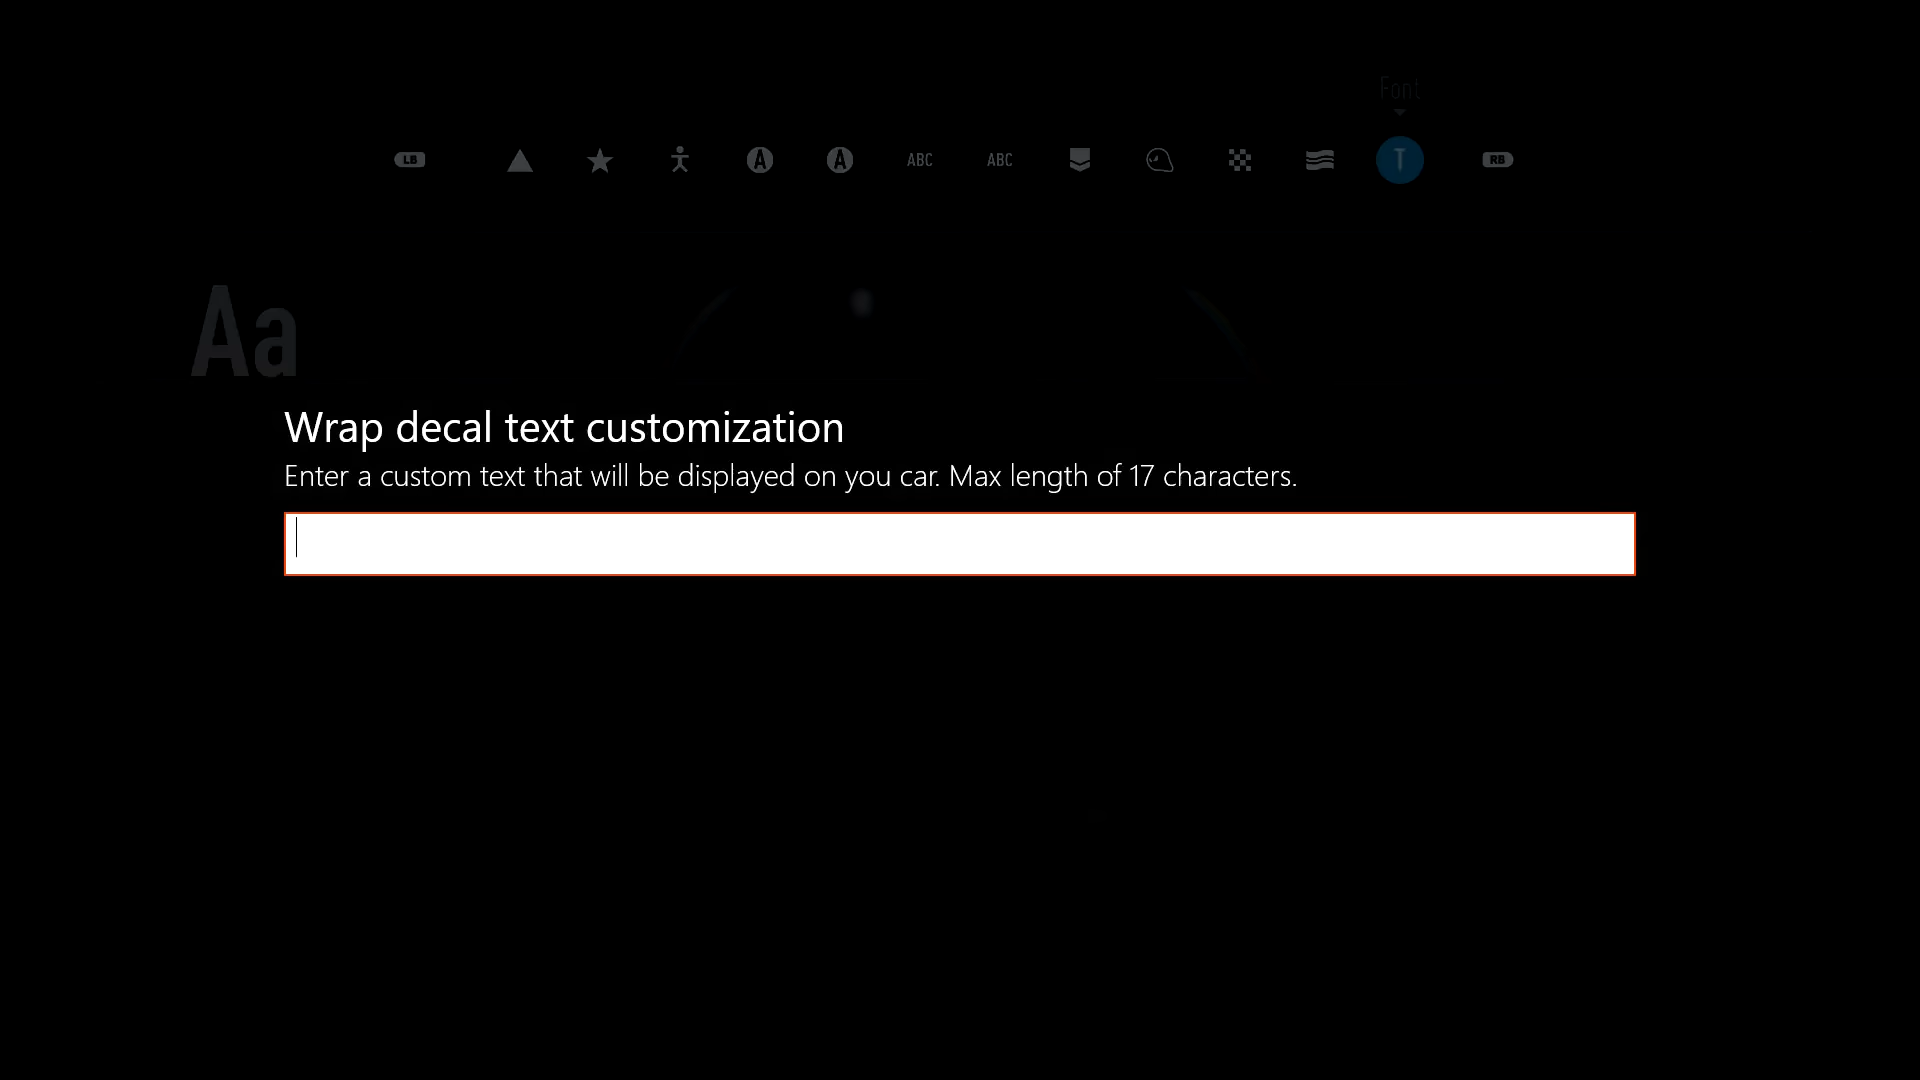 Font
LB A A ABC ABC T RB
Aa
Wrap decal text customization
Enter a custom text that will be displayed on you car. Max length of 17 characters.